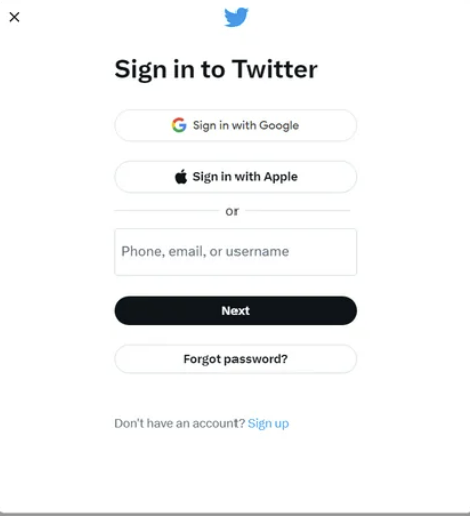 Sign in to Twitter
Sign in with Google
Sign in with Apple
or
Phone, email, or username
Next
Forgot password?
Don't have an account? Sign up